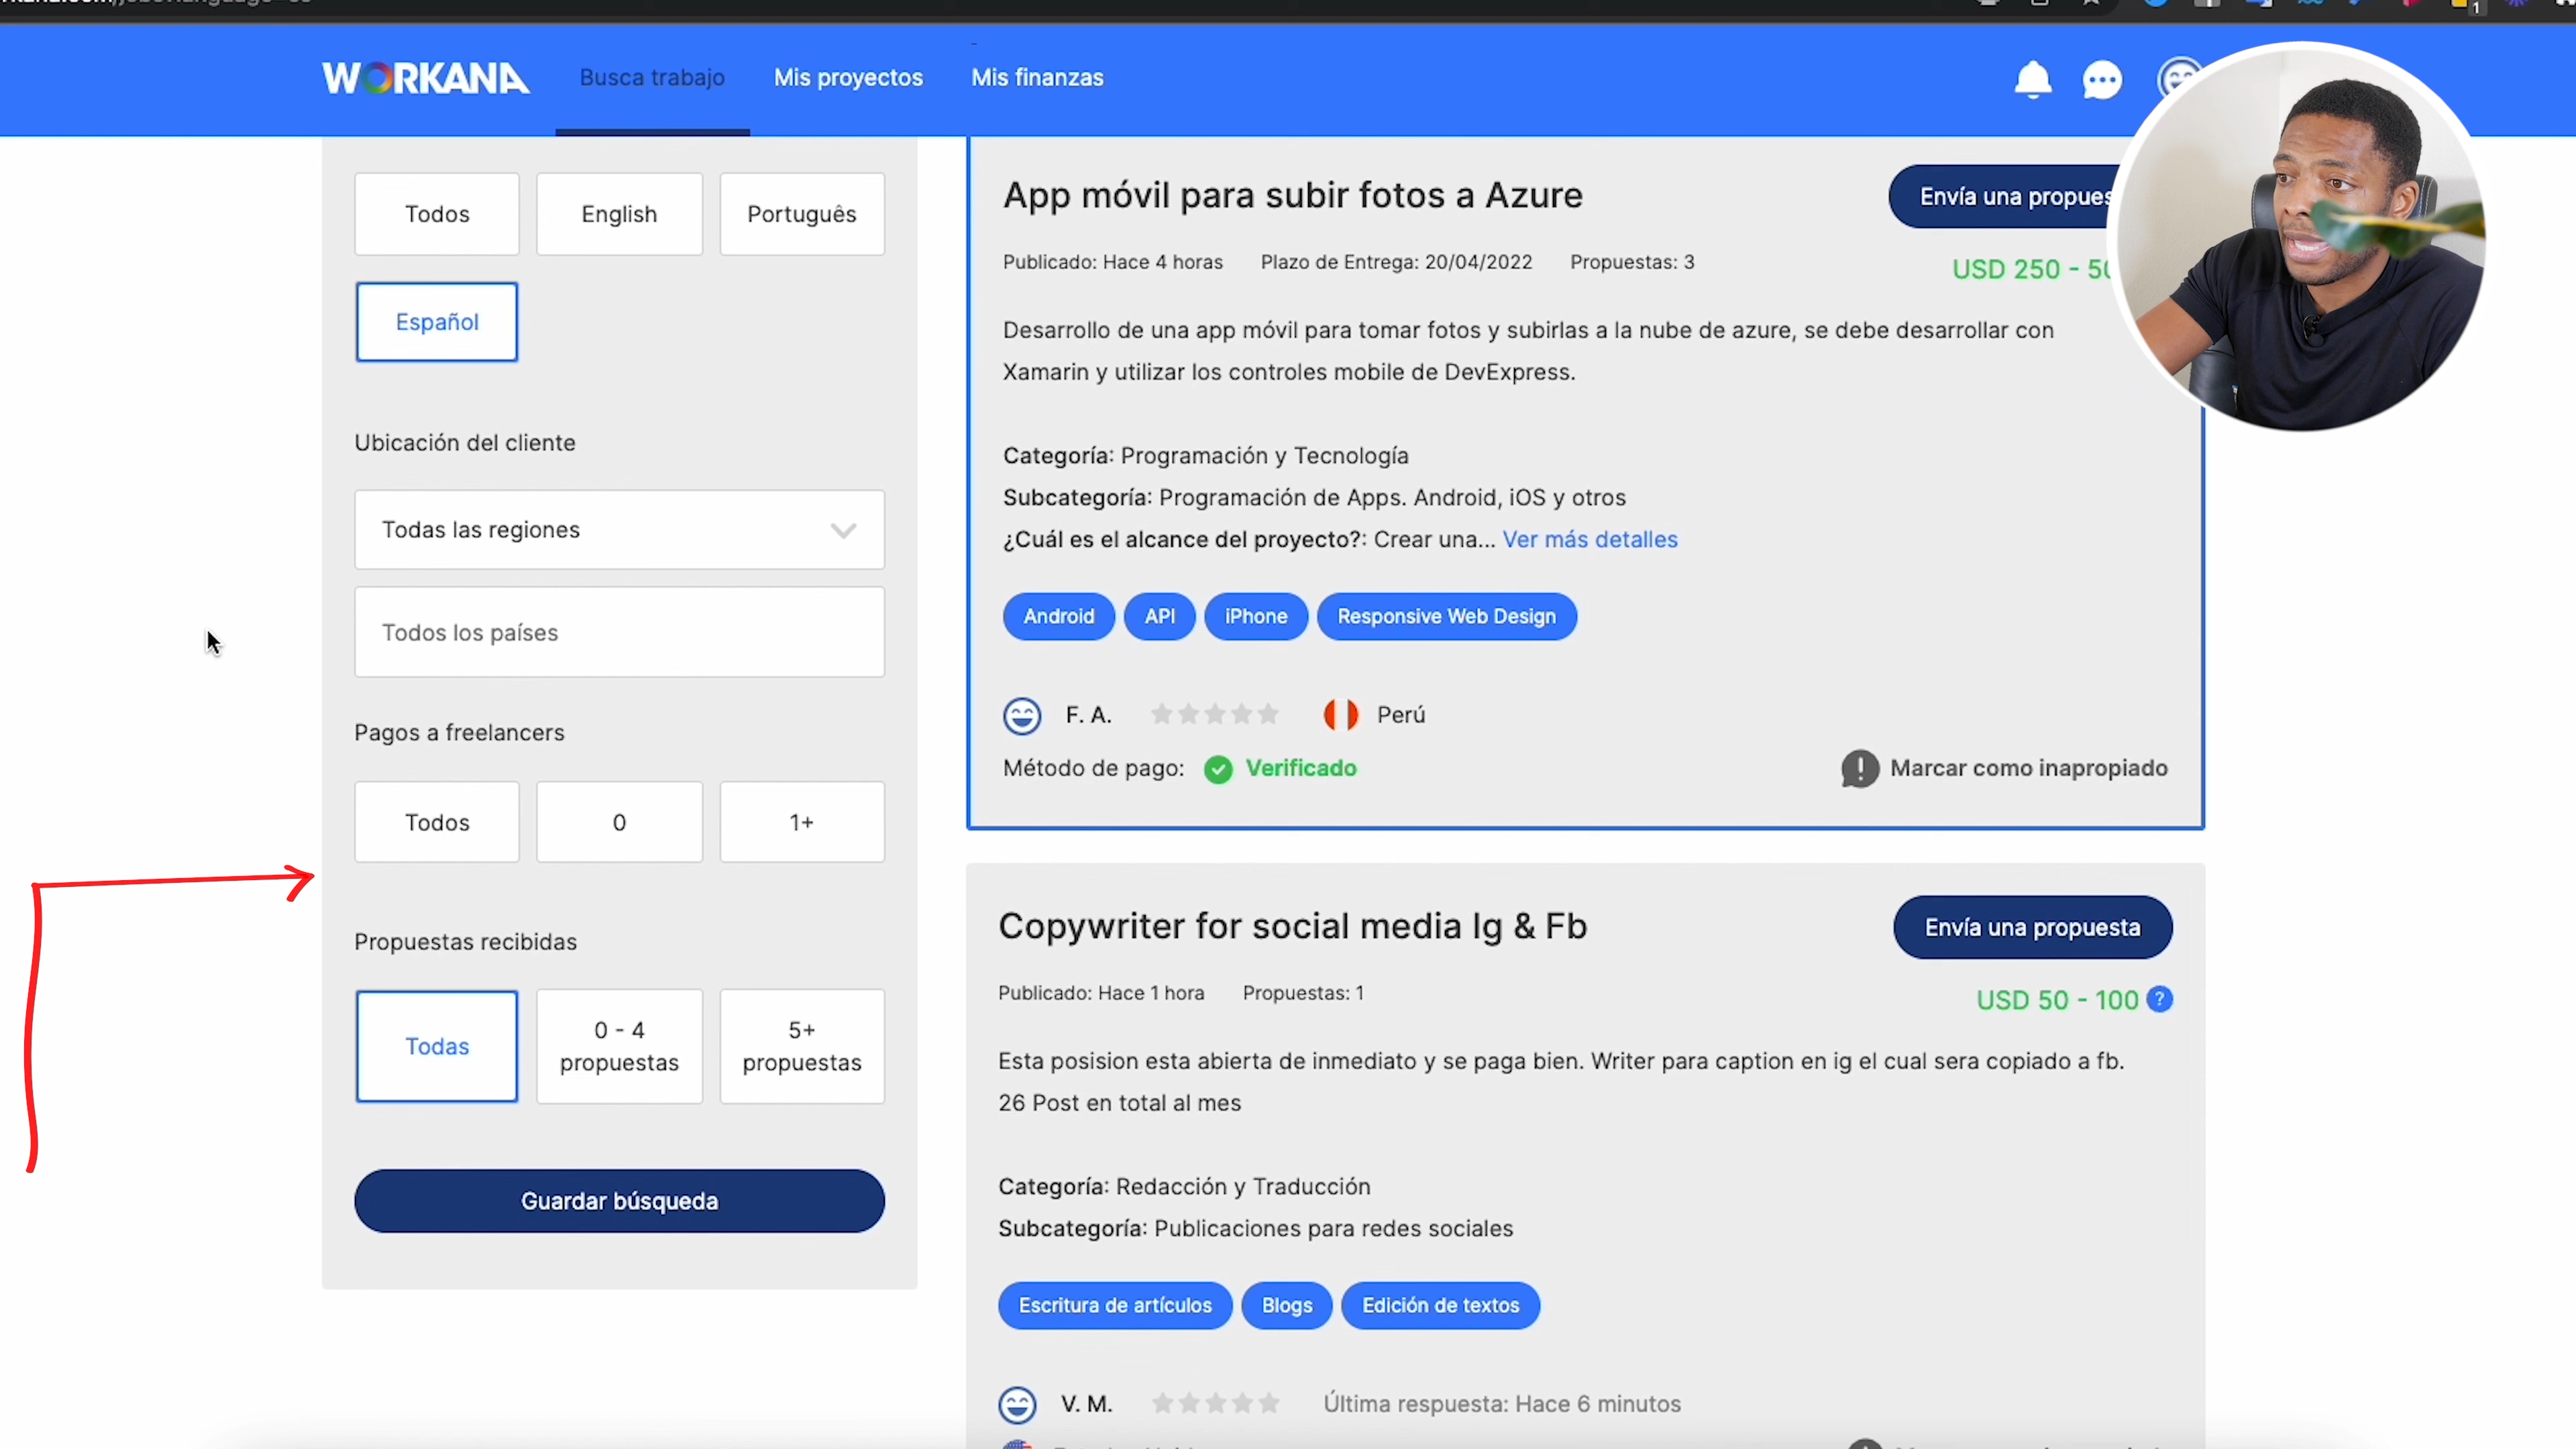 WORKANA
Busca trabajo
Mis proyectos
Mis finanzas
1
Todos
English
Português
Español
Ubicación del cliente
Todas las regiones
Todos los países
Pagos a freelancers
Todos
0
1+
Propuestas recibidas
Todas
0 - 4
propuestas
5+
propuestas
Guardar búsqueda
App móvil para subir fotos a Azure
Envía una
Publicado: Hace 4 horas
Plazo de Entrega: 20/04/2022
Propuestas: 3
USD 250 -
Desarrollo de una app móvil para tomar fotos y subirlas a la nube de azure, se debe desarrollar con
Xamarin y utilizar los controles mobile de DevExpress.
Categoría: Programación y Tecnología
Subcategoría: Programación de Apps. Android, iOS y otros
¿Cuál es el alcance del proyecto?: Crear una... Ver más detalles
Android
API
iPhone
Responsive Web Design
F. A.
Perú
Método de pago:
Verificado
Marcar como inapropiado
Copywriter for social media Ig & Fb
Envía una propuesta
Publicado: Hace 1 hora
Propuestas: 1
USD 50 - 100 ?
Esta posision esta abierta de inmediato y se paga bien. Writer para caption en ig el cual sera copiado a fb.
26 Post en total al mes
Categoría: Redacción y Traducción
Subcategoría: Publicaciones para redes sociales
Escritura de artículos
Blogs
Edición de textos
V. M.
Última respuesta: Hace 6 minutos